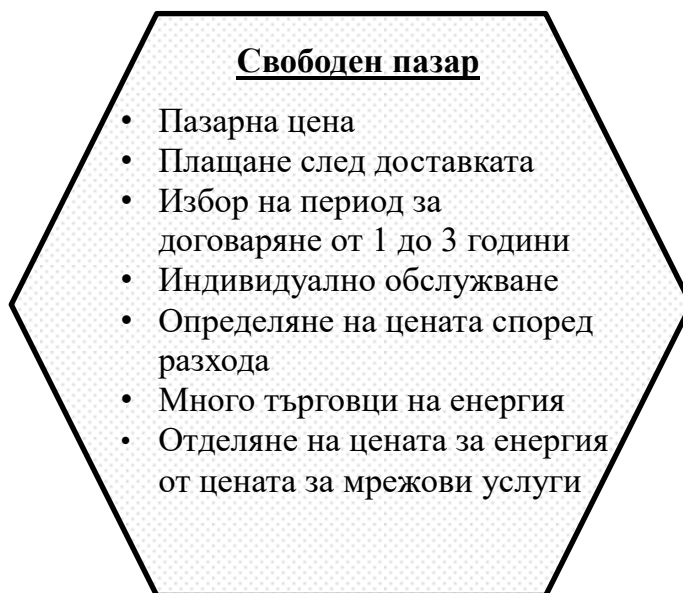 Свободен пазар
• Пазарна цена
• Плащане след доставката
• Избор на период за
договаряне от 1 до 3 години
• Индивидуално обслужване
• Определяне на цената според
разхода
• Много търговци на енергия
• Отделяне на цената за енергия
от цената за мрежови услуги